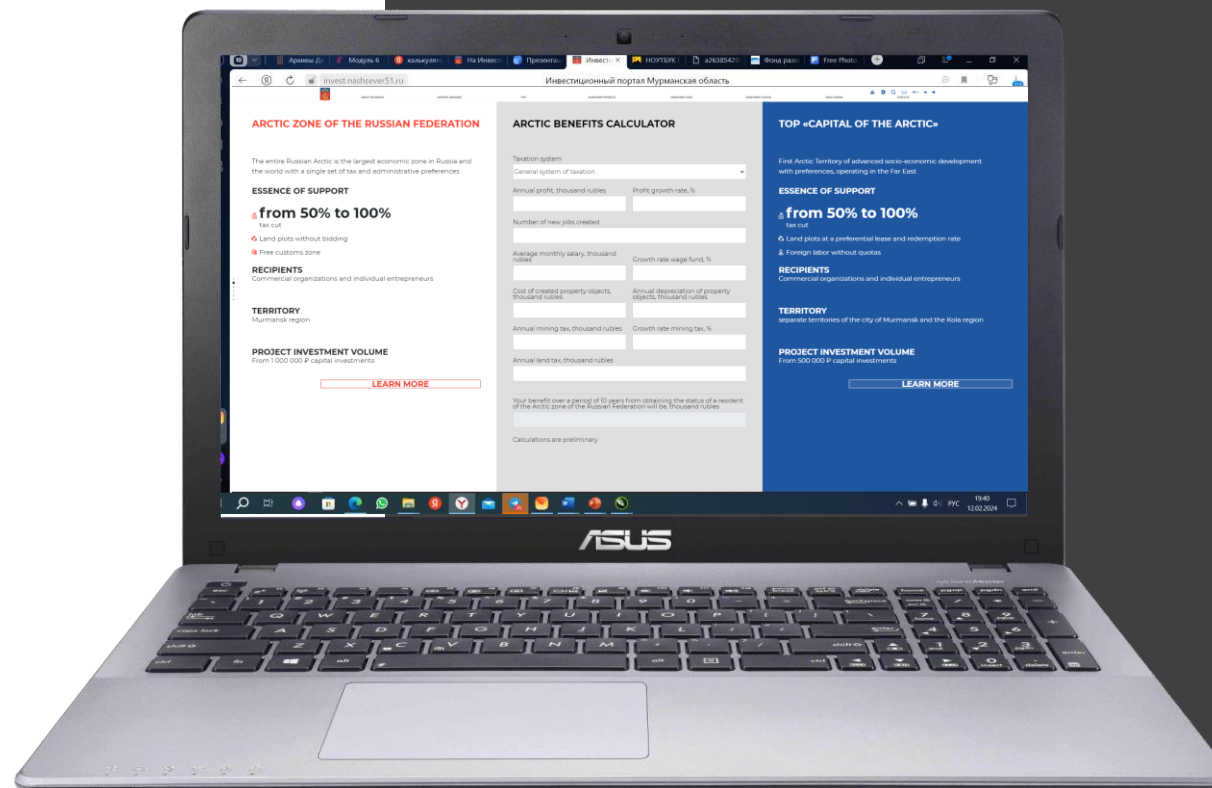 Архивы Де
Модуль 6
калькулято
На Инвест
Презентац
Инвести
НОУТБУК
a26385429
Фонд разв
Free Photo
invest.nashsever51.ru
Инвестиционный портал Мурманская область
ARCTIC ZONE OF THE RUSSIAN FEDERATION
The entire Russian Arctic is the largest economic zone in Russia and
the world with a single set of tax and administrative preferences
ESSENCE OF SUPPORT
from 50% to 100%
tax cut
Land plots without bidding
Free customs zone
RECIPIENTS
Commercial organizations and individual entrepreneurs
TERRITORY
Murmansk region
PROJECT INVESTMENT VOLUME
From 1 000 000 ₽ capital investments
LEARN MORE
ARCTIC BENEFITS CALCULATOR
Taxation system
General system of taxation
Annual profit, thousand rubles
Profit growth rate, %
Number of new jobs created
Average monthly salary, thousand
rubles
Growth rate wage fund, %
Cost of created property objects,
thousand rubles
Annual depreciation of property
objects, thousand rubles
Annual mining tax, thousand rubles
Growth rate mining tax, %
Annual land tax, thousand rubles
Your benefit over a period of 10 years from obtaining the status of a resident
of the Arctic zone of the Russian Federation will be, thousand rubles
Calculations are preliminary
TOP «CAPITAL OF THE ARCTIC»
First Arctic Territory of advanced socio-economic development
with preferences, operating in the Far East
ESSENCE OF SUPPORT
from 50% to 100%
tax cut
Land plots at a preferential lease and redemption rate
Foreign labor without quotas
RECIPIENTS
Commercial organizations and individual entrepreneurs
TERRITORY
separate territories of the city of Murmansk and the Kola region
PROJECT INVESTMENT VOLUME
From 500 000 ₽ capital investments
LEARN MORE
РУС
19:40
12.02.2024
ASUS